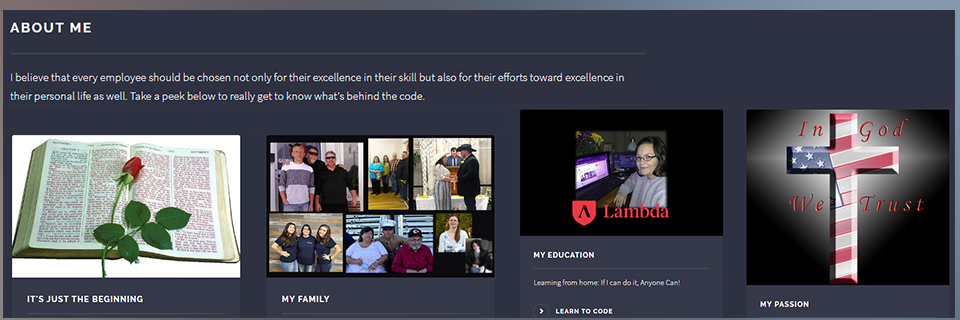 ABOUT ME
I believe that every employee should be chosen not only for their excellence in their skill but also for their efforts toward excellence in
their personal life as well. Take a peek below to really get to know what's behind the code.
IT'S JUST THE BEGINNING
MY FAMILY
Lambda
MY EDUCATION
Learning from home: If I can do it, Anyone Can!
LEARN TO CODE
In God
We Trust
MY PASSION